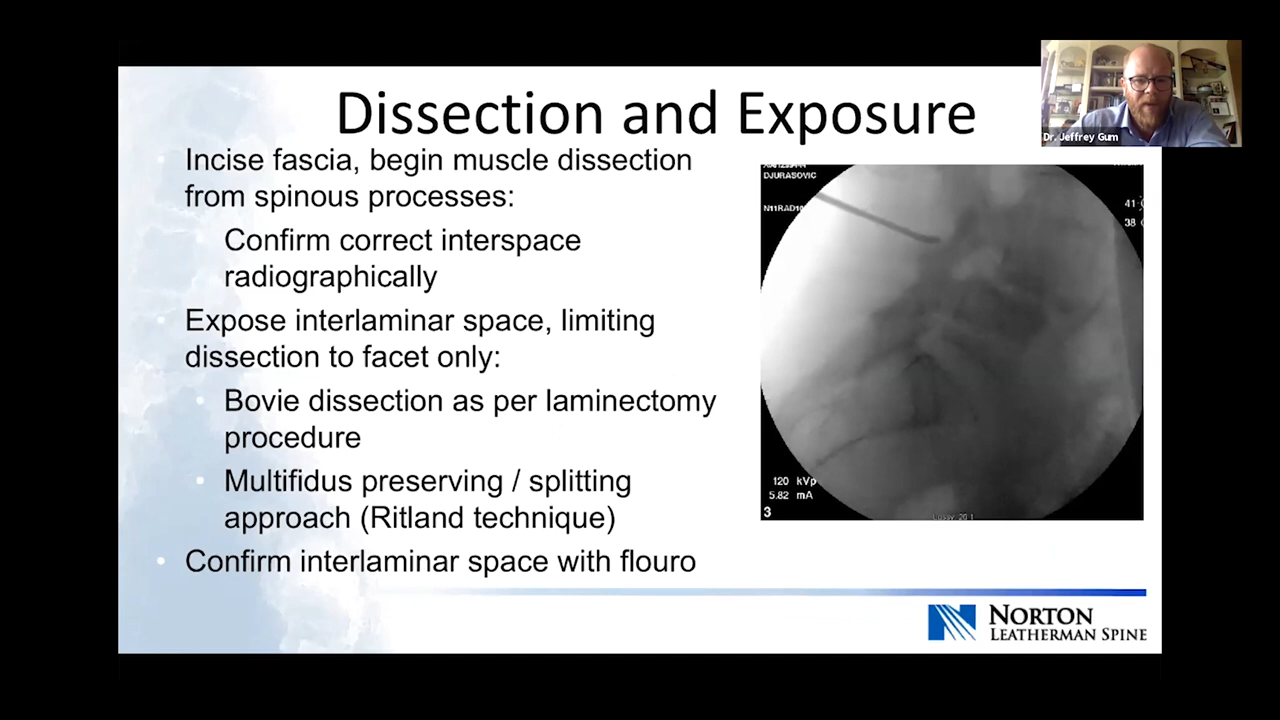 Dissection and Exposure
Dr. Jeffrey Gum
Incise fascia, begin muscle dissection
from spinous processes:
Confirm correct interspace
radiographically
Expose interlaminar space, limiting
dissection to facet only:
Bovie dissection as per laminectomy
procedure
Multifidus preserving / splitting
approach (Ritland technique)
Confirm interlaminar space with flouro
DJURASOVIC
41
38
120 kVp
5.82 mA
3
NORTON
LEATHERMAN SPINE